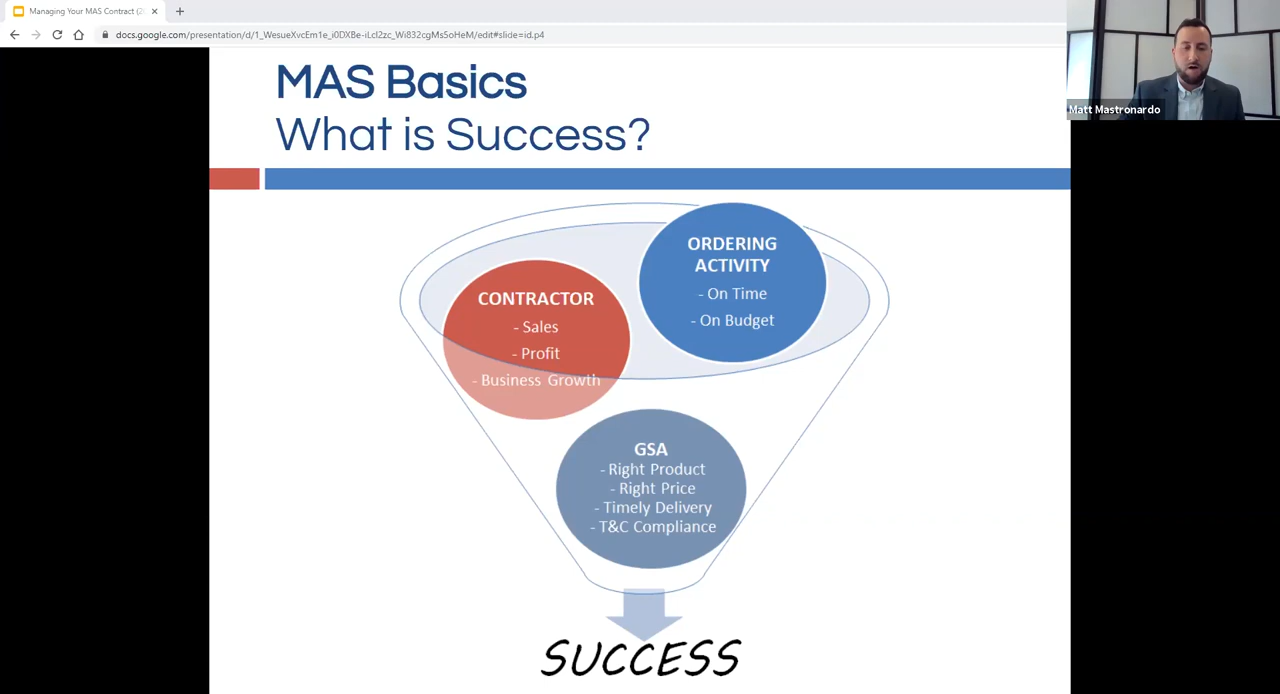 Managing Your MAS Contract (2
docs.google.com/presentation/d/1_WesueXvcEm1e_i0DXBe-iLcl2zc_Wi832cgMs5oHeM/edit#slide=id.p4
Matt Mastronardo
MAS Basics
What is Success?
ORDERING
ACTIVITY
- On Time
- On Budget
CONTRACTOR
- Sales
- Profit
- Business Growth
GSA
- Right Product
- Right Price
- Timely Delivery
- T&C Compliance
SUCCESS